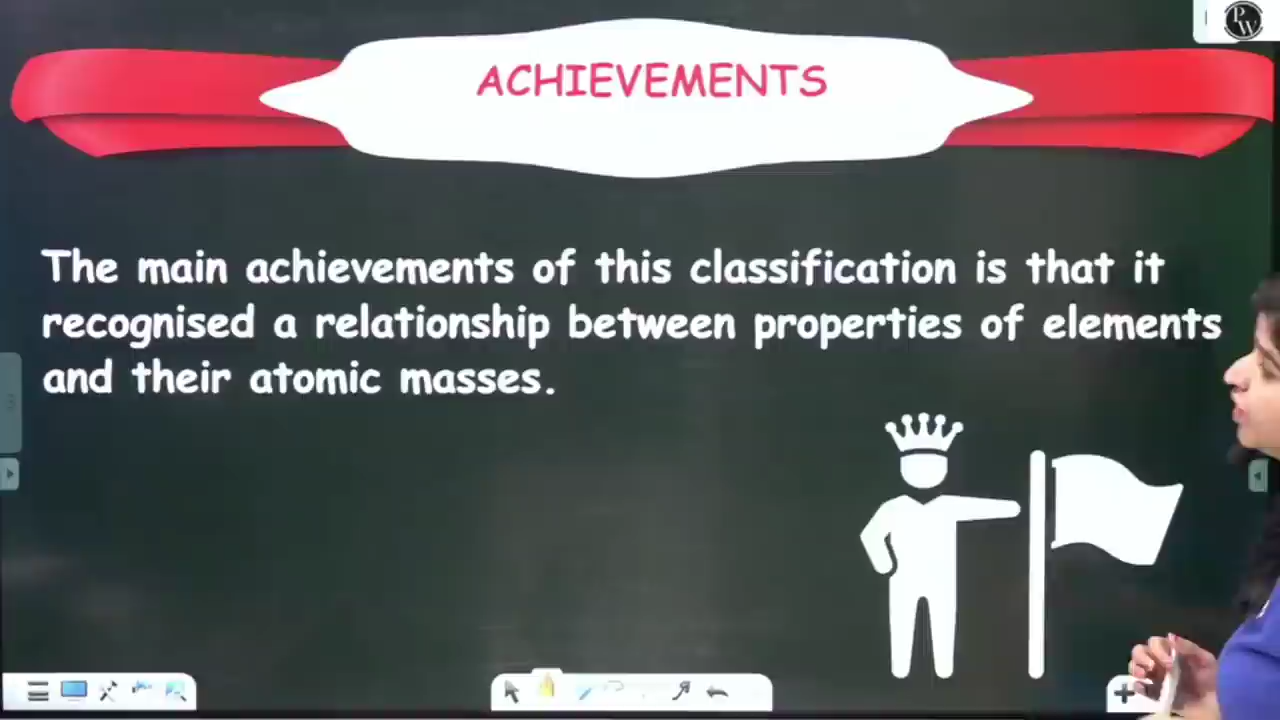 PW
ACHIEVEMENTS
The main achievements of this classification is that it
recognised a relationship between properties of elements
and their atomic masses.